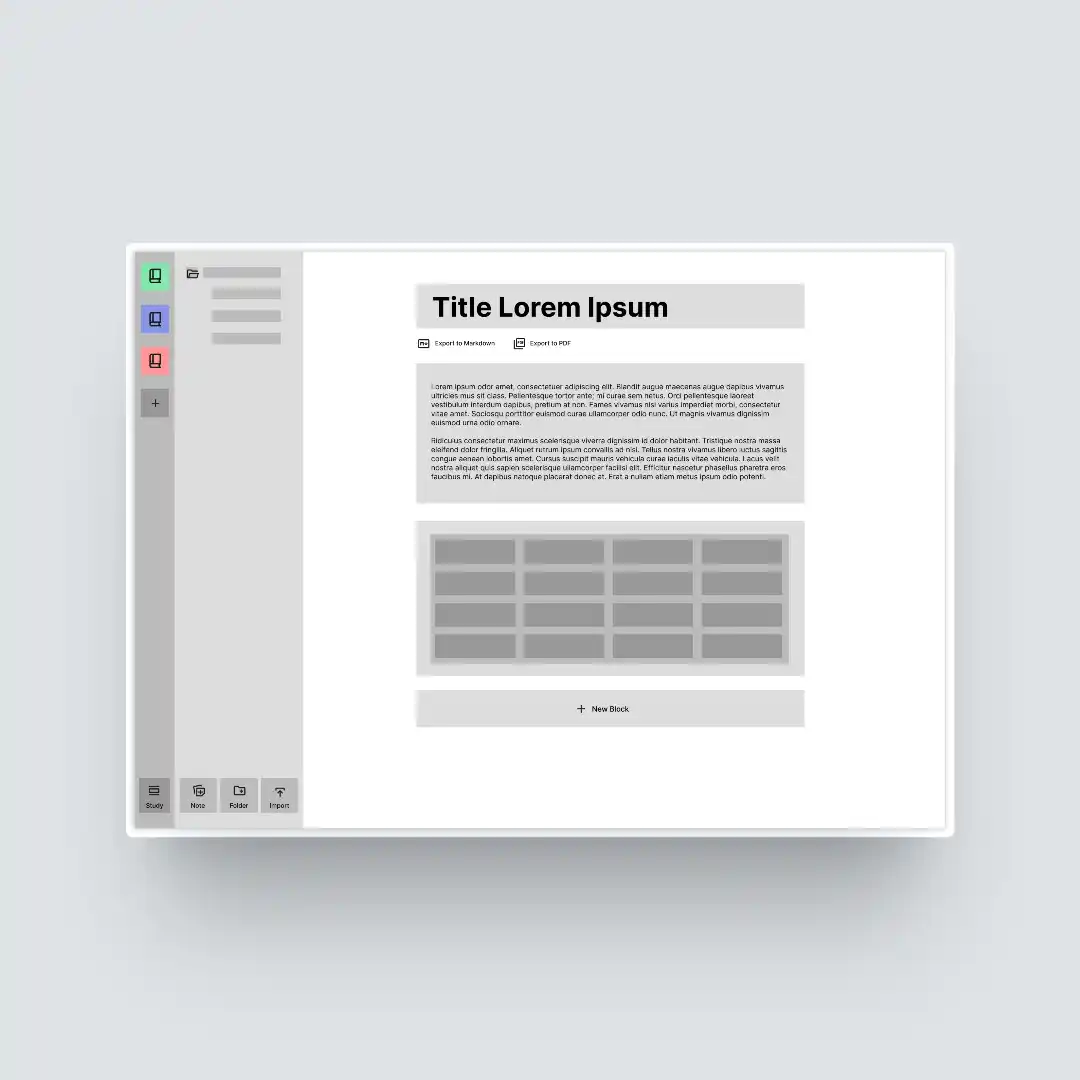 Title Lorem Ipsum
Export to Markdown
Export to PDF
Lorem ipsum odor amet, consectetuer adipiscing elit. Blandit augue maecenas augue dapibus vivamus
ultricies mus sit class. Pellentesque tortor ante; mi curae sem netus. Orci pellentesque laoreet
vestibulum interdum dapibus, pretium at non. Fames vivamus nisi varius imperdiet morbi, consectetur
vitae amet. Sociosqu porttitor euismod curae ullamcorper odio nunc. Ut magnis vivamus dignissim
euismod urna odio ornare.
Ridiculus consectetur maximus scelerisque viverra dignissim id dolor habitant. Tristique nostra massa
eleifend dolor fringilla. Aliquet rutrum ipsum convallis ad nisl. Tellus nostra vivamus libero luctus sagittis
congue aenean lobortis amet. Cursus suscipit mauris vehicula curae iaculis vitae vehicula. Lacus velit
nostra aliquet quis sapien scelerisque ullamcorper facilisi elit. Efficitur nascetur phasellus pharetra eros
faucibus mi. At dapibus natoque placerat donec at. Erat a nullam etiam metus ipsum odio potenti.
+ New Block
Study
Note
Folder
Import